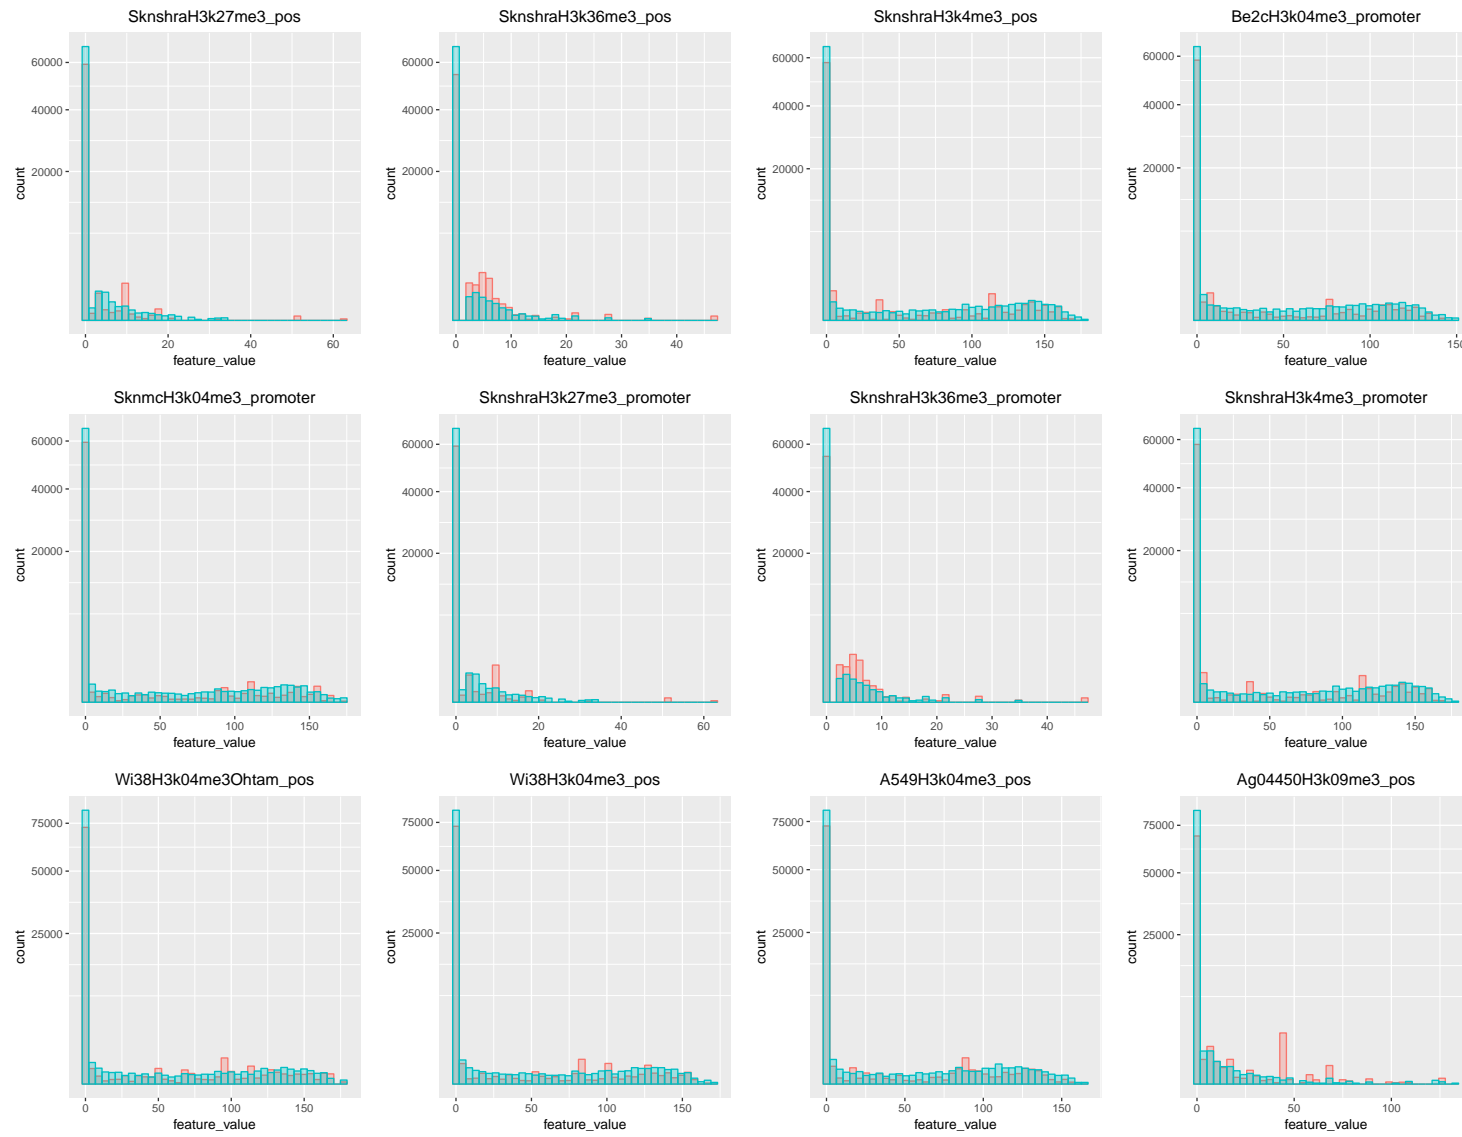 SknshraH3k27me3_pos
60000
40000
20000
count
0 20 40 60
feature_value
SknshraH3k36me3_pos
60000
40000
20000
count
0 10 20 30 40
feature_value
SknshraH3k4me3_pos
60000
40000
20000
count
0 50 100 150
feature_value
Be2cH3k04me3_promoter
60000
40000
20000
count
0 50 100 150
feature_value
SknmcH3k04me3_promoter
60000
40000
20000
count
0 50 100 150
feature_value
SknshraH3k27me3_promoter
60000
40000
20000
count
0 20 40 60
feature_value
SknshraH3k36me3_promoter
60000
40000
20000
count
0 10 20 30 40
feature_value
SknshraH3k4me3_promoter
60000
40000
20000
count
0 50 100 150
feature_value
Wi38H3k04me3Ohtam_pos
75000
50000
25000
count
0 50 100 150
feature_value
Wi38H3k04me3_pos
75000
50000
25000
count
0 50 100 150
feature_value
A549H3k04me3_pos
75000
50000
25000
count
0 50 100 150
feature_value
Ag04450H3k09me3_pos
75000
50000
25000
count
0 50 100
feature_value